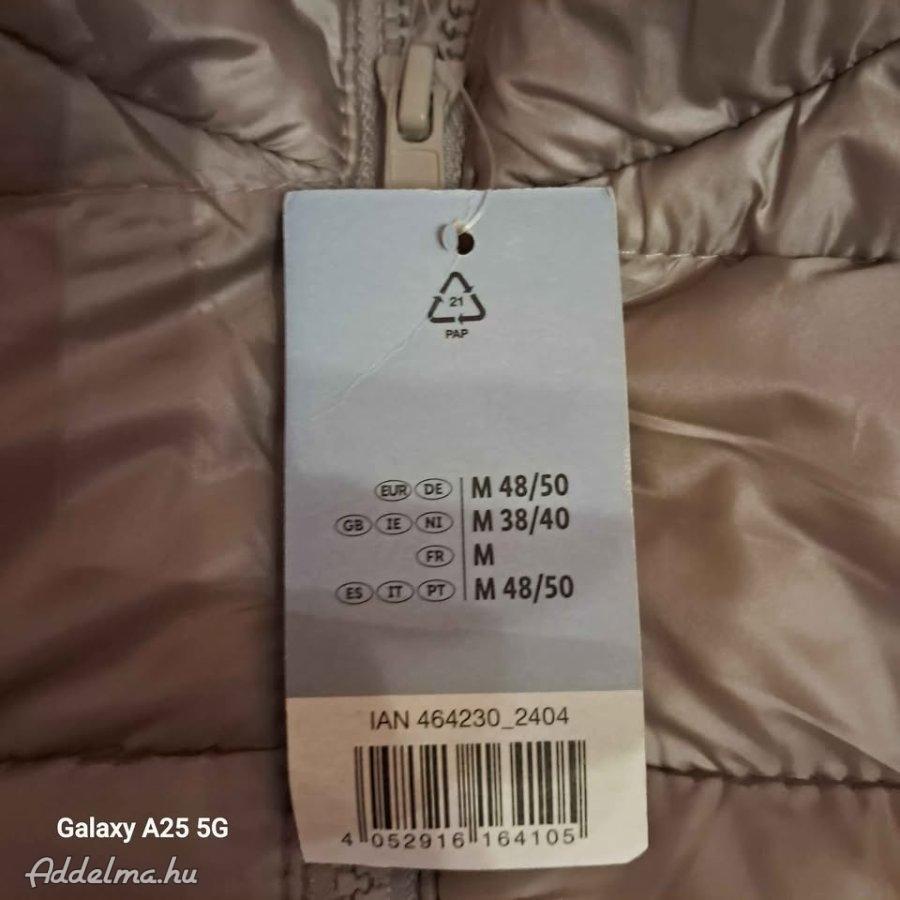 21
PAP
EUR DE M 48/50
GB IE NI M 38/40
FR M
ES IT PT M 48/50
IAN 464230_2404
4 052916 164105
Galaxy A25 5G
Addelma.hu